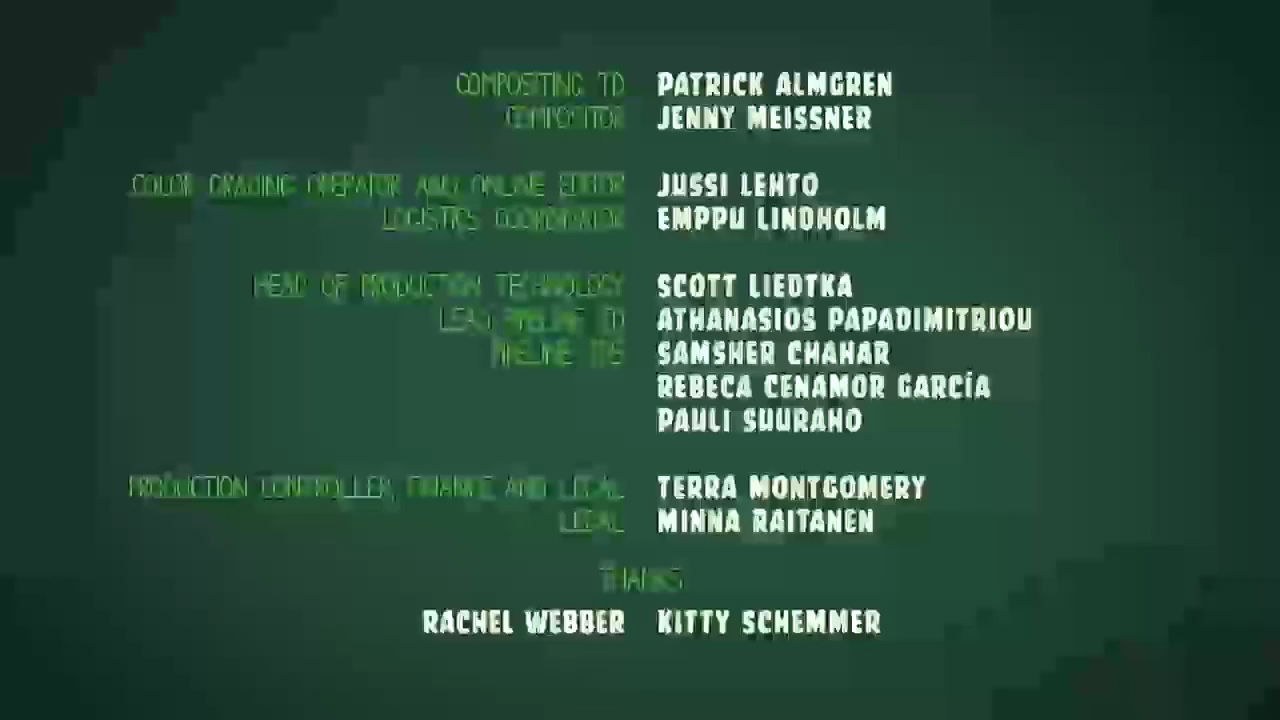 COMPOSITING TD PATRICK ALMGREN
COMPOSITOR JENNY MEISSNER
COLOR GRADING OPERATOR AND ONLINE EDITOR JUSSI LEHTO
LOGISTICS COORDINATOR EMPPU LINDHOLM
HEAD OF PRODUCTION TECHNOLOGY SCOTT LIEDTKA
LEAD PIPELINE TD ATHANASIOS PAPADIMITRIOU
PIPELINE TDS SAMSHER CHAHAR
REBECA CENAMOR GARCÍA
PAULI SUURAHO
PRODUCTION CONTROLLER, FINANCE AND LEGAL TERRA MONTGOMERY
LEGAL MINNA RAITANEN
THANKS
RACHEL WEBBER KITTY SCHEMMER